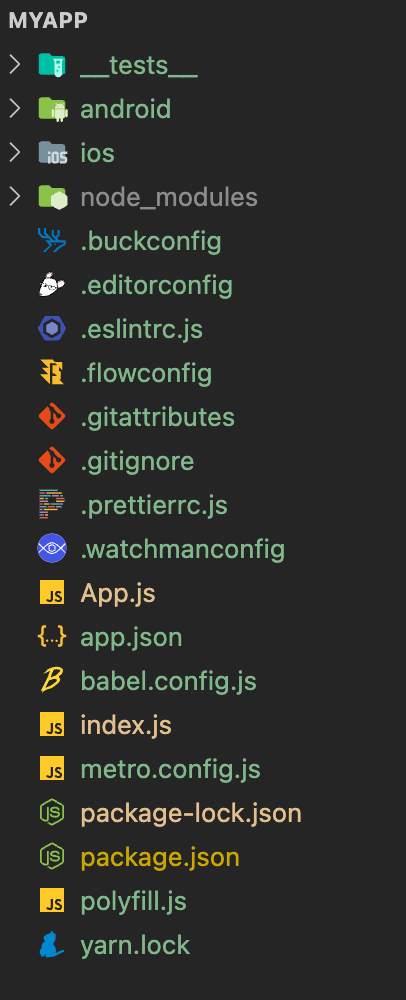 MYAPP
__tests__
android
ios
node_modules
.buckconfig
.editorconfig
.eslintrc.js
.flowconfig
.gitattributes
.gitignore
.prettierrc.js
.watchmanconfig
App.js
app.json
babel.config.js
index.js
metro.config.js
package-lock.json
package.json
polyfill.js
yarn.lock